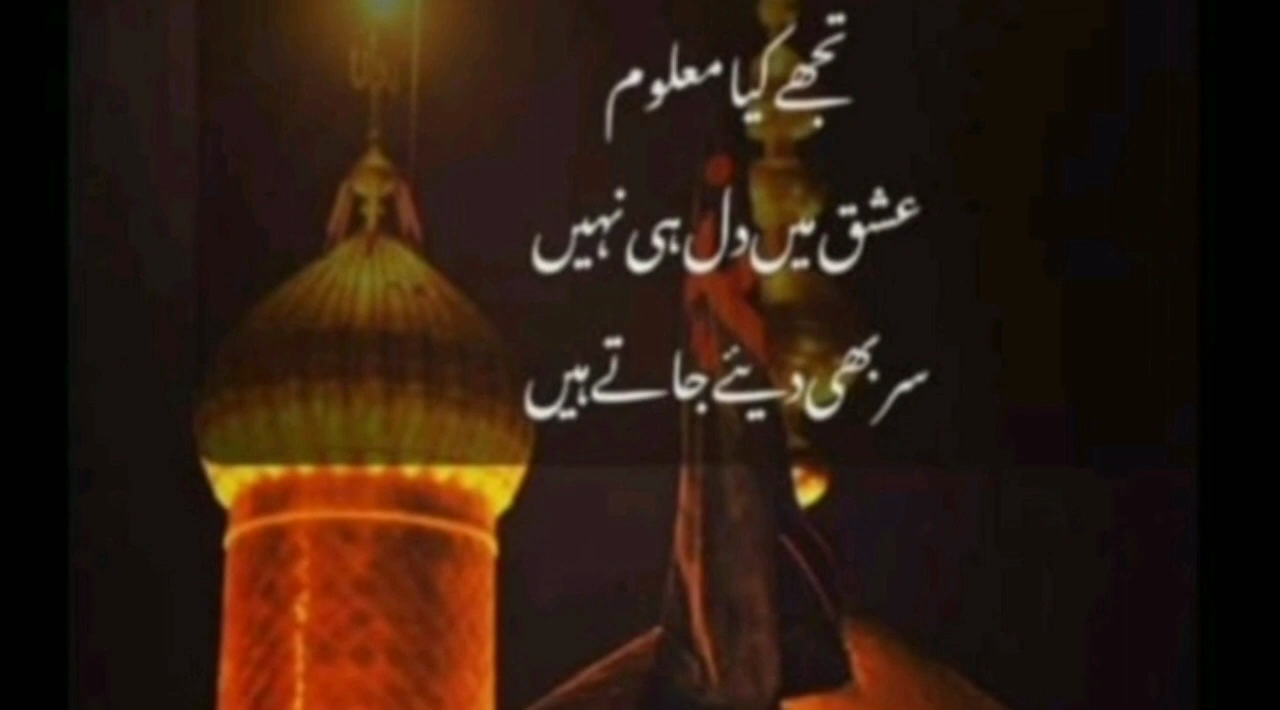 تجھے کیا معلوم
عشق میں دل ہی نہیں
سر بھی دیئے جاتے ہیں